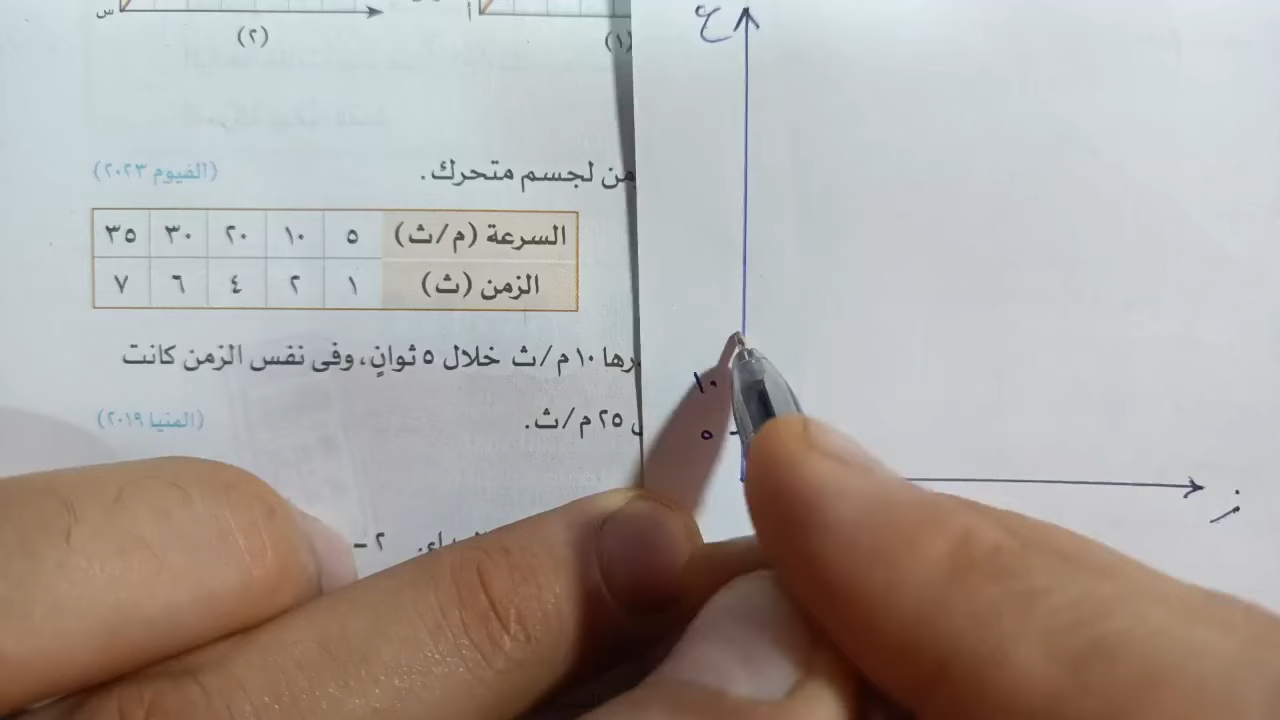 س
(٢)
أ
(١)
من لجسم متحرك. (الفيوم ٢٠٢٣)
السرعة (م/ث) ٥ ١٠ ٢٠ ٣٠ ٣٥
الزمن (ث) ١ ٢ ٤ ٦ ٧
رها ١٠ م/ث خلال ٥ ثوانٍ، وفى نفس الزمن كانت
٢٥ م/ث. (المنيا ٢٠١٩)
٢ -
ع
١٠
٥
ز